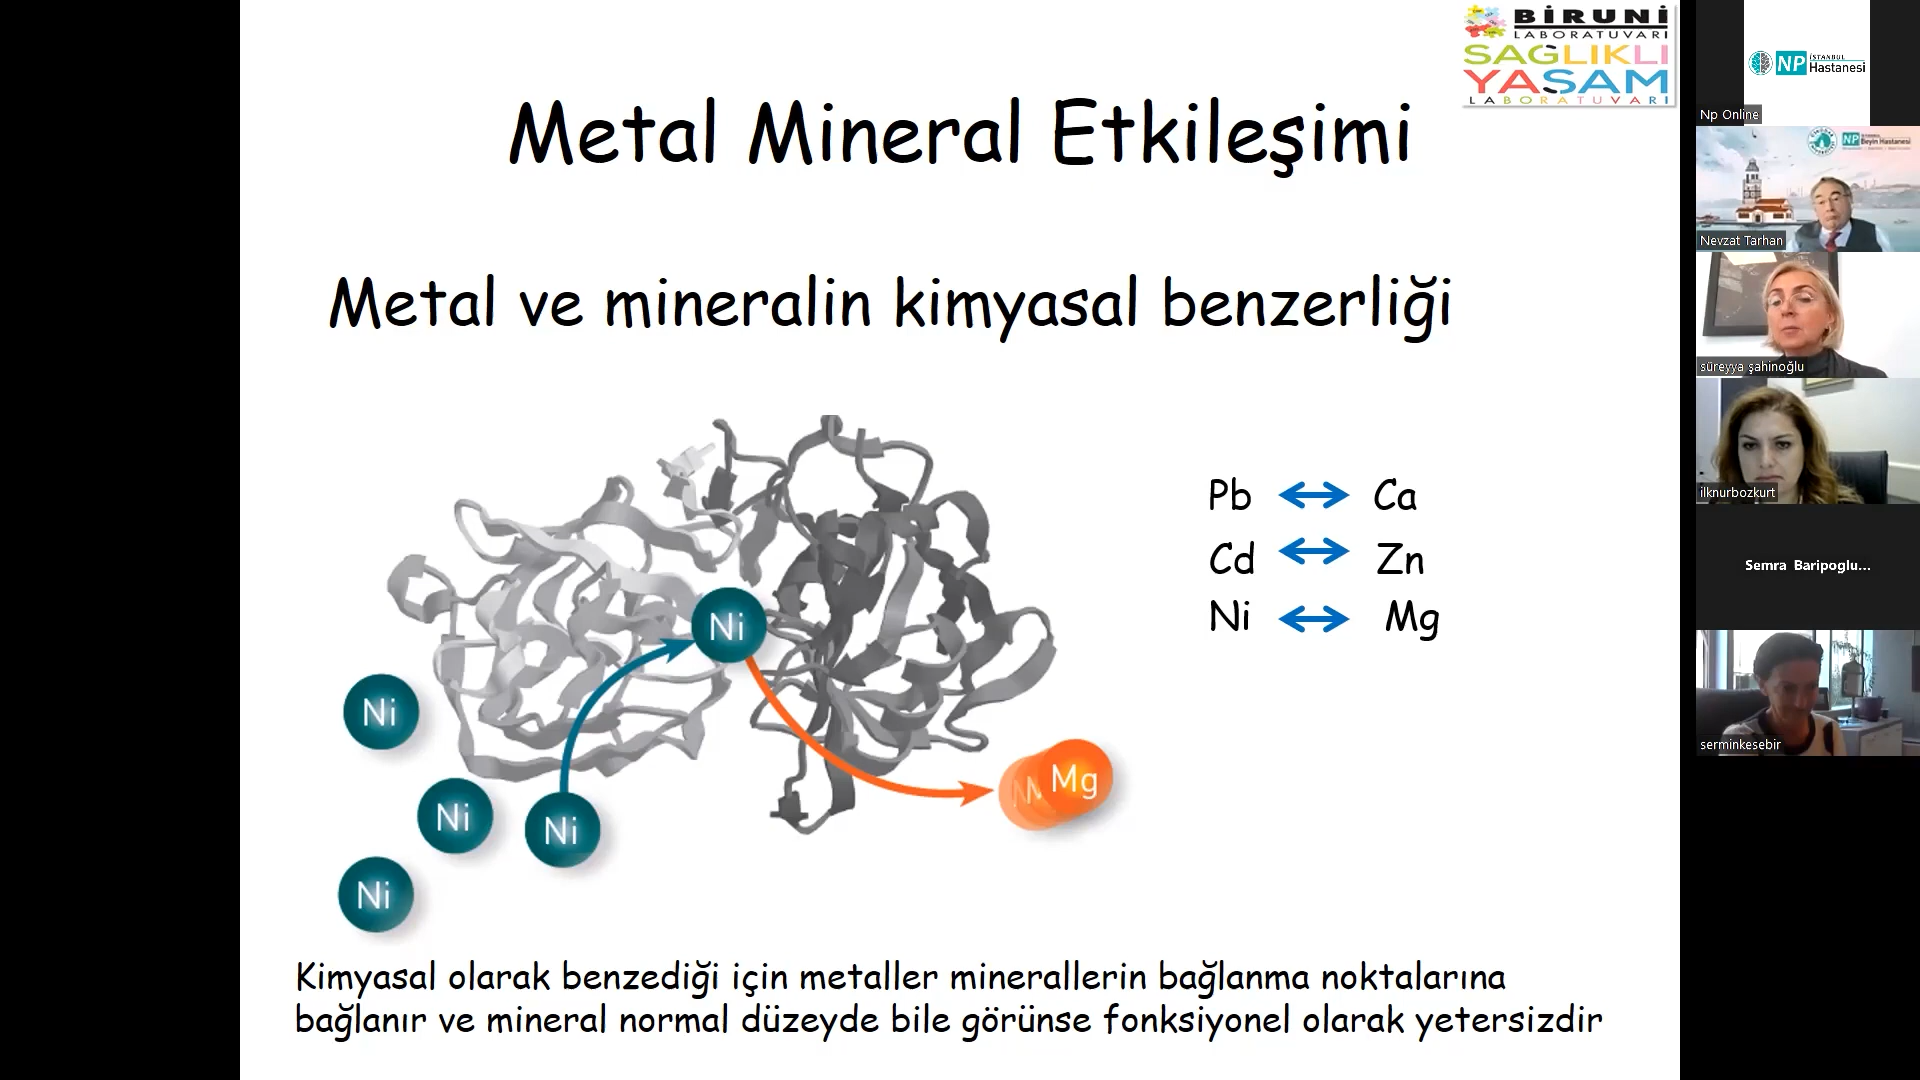 BİRUNİ
LABORATUVARI
SAĞLIKLI
YAŞAM
LABORATUVARI
Metal Mineral Etkileşimi
Metal ve mineralin kimyasal benzerliği
Pb Ca
Cd Zn
Ni Mg
Ni
Ni
Ni
Ni
Ni
M
Mg
Kimyasal olarak benzediği için metaller minerallerin bağlanma noktalarına
bağlanır ve mineral normal düzeyde bile görünse fonksiyonel olarak yetersizdir
NP İSTANBUL
Hastanesi
Np Online
NP
Beyin Hastanesi
Nevzat Tarhan
süreyya şahinoğlu
ilknurbozkurt
Semra Baripoglu...
serminkesebir